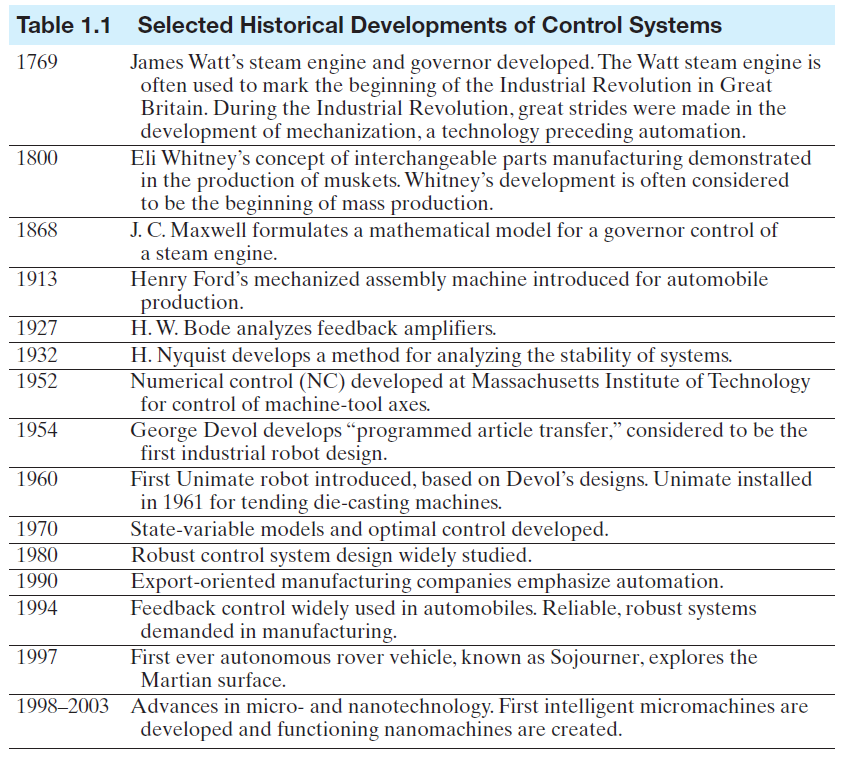 Table 1.1 Selected Historical Developments of Control Systems
1769 James Watt’s steam engine and governor developed. The Watt steam engine is
often used to mark the beginning of the Industrial Revolution in Great
Britain. During the Industrial Revolution, great strides were made in the
development of mechanization, a technology preceding automation.
1800 Eli Whitney’s concept of interchangeable parts manufacturing demonstrated
in the production of muskets. Whitney’s development is often considered
to be the beginning of mass production.
1868 J. C. Maxwell formulates a mathematical model for a governor control of
a steam engine.
1913 Henry Ford’s mechanized assembly machine introduced for automobile
production.
1927 H. W. Bode analyzes feedback amplifiers.
1932 H. Nyquist develops a method for analyzing the stability of systems.
1952 Numerical control (NC) developed at Massachusetts Institute of Technology
for control of machine-tool axes.
1954 George Devol develops “programmed article transfer,” considered to be the
first industrial robot design.
1960 First Unimate robot introduced, based on Devol’s designs. Unimate installed
in 1961 for tending die-casting machines.
1970 State-variable models and optimal control developed.
1980 Robust control system design widely studied.
1990 Export-oriented manufacturing companies emphasize automation.
1994 Feedback control widely used in automobiles. Reliable, robust systems
demanded in manufacturing.
1997 First ever autonomous rover vehicle, known as Sojourner, explores the
Martian surface.
1998–2003 Advances in micro- and nanotechnology. First intelligent micromachines are
developed and functioning nanomachines are created.